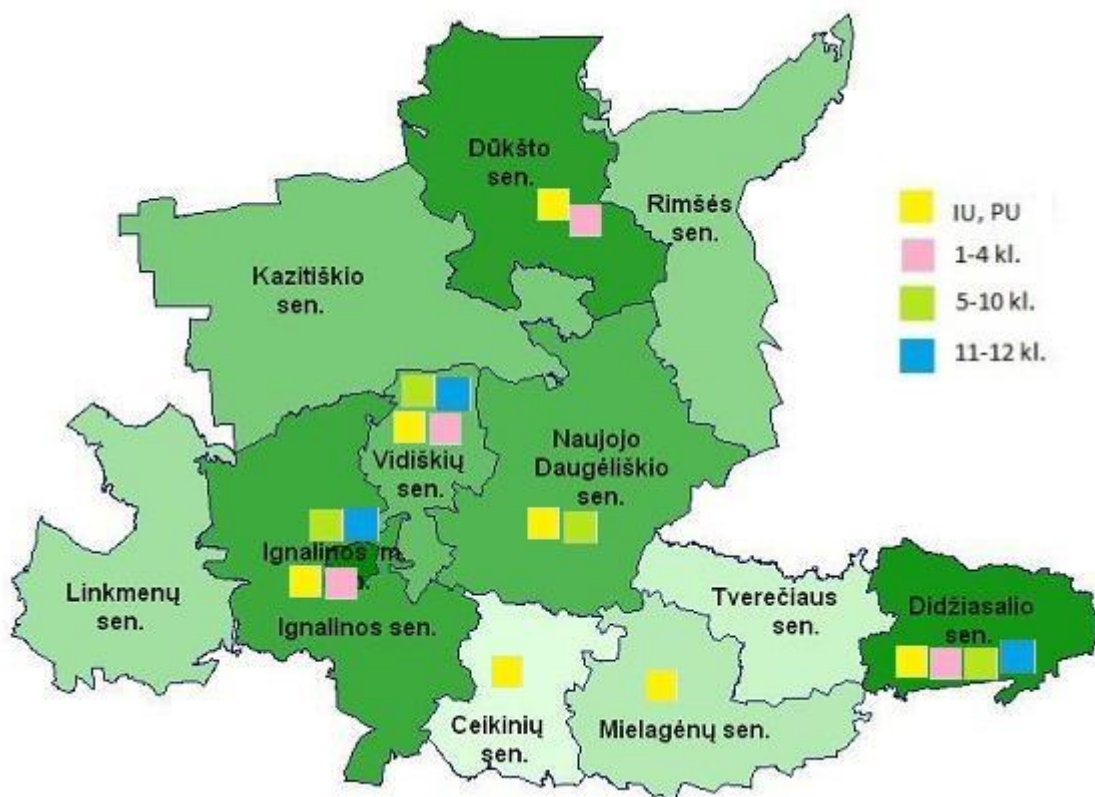 Dūkšto
sen.
Rimšės
sen.
Kazitiškio
sen.
IU, PU
1-4 kl.
5-10 kl.
11-12 kl.
Vidiškių
sen.
Naujojo
Daugėliškio
sen.
Ignalinos m.
Ignalinos sen.
Linkmenų
sen.
Tverečiaus
sen.
Didžiasalio
sen.
Ceikinių
sen.
Mielagėnų sen.